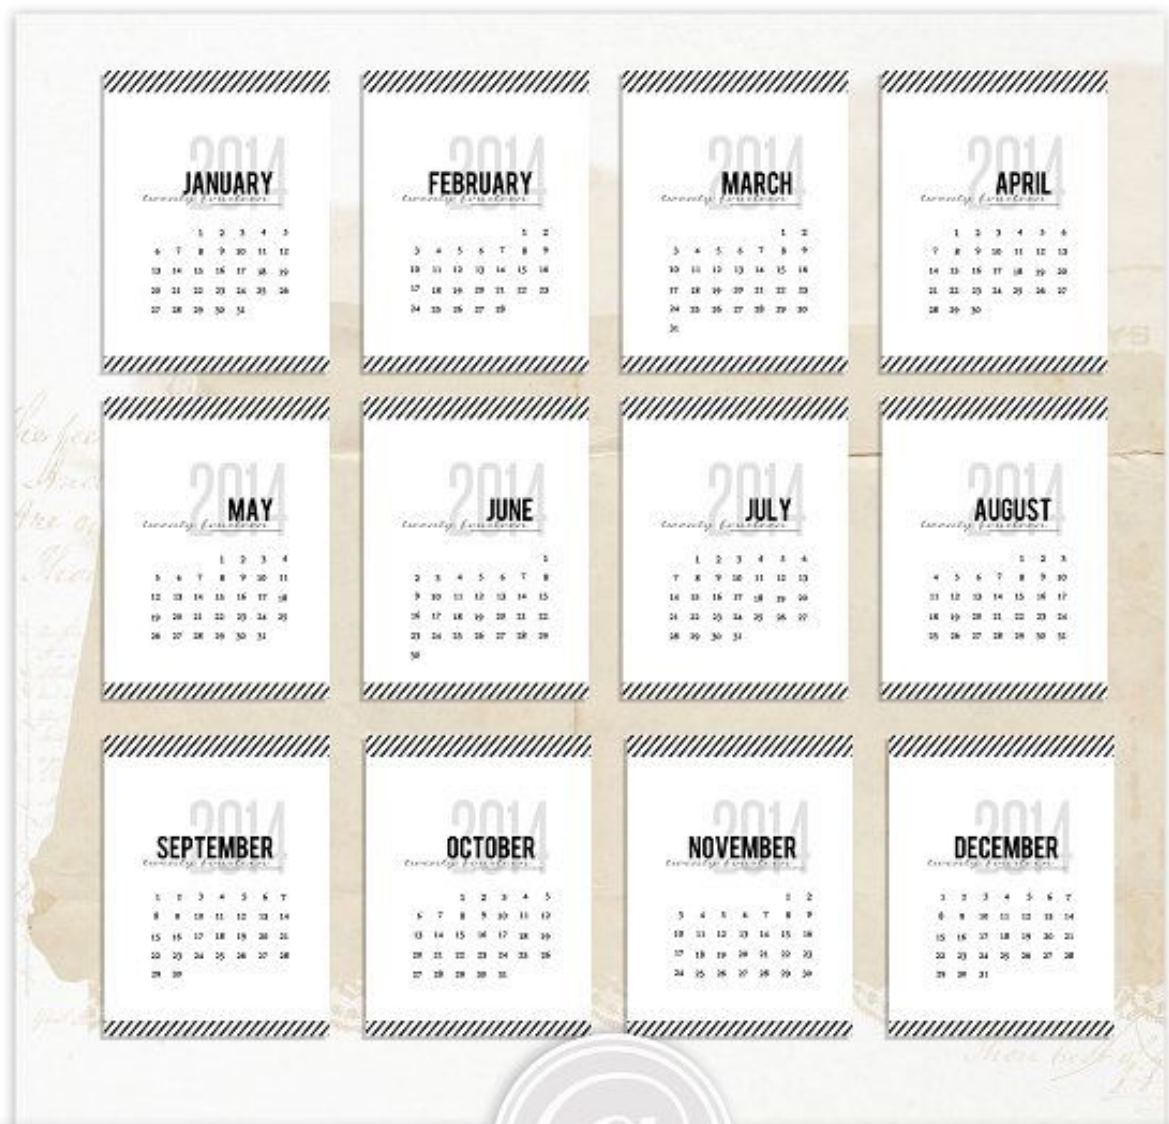 2014
JANUARY
twenty fourteen
1 2 3 4 5
6 7 8 9 10 11 12
13 14 15 16 17 18 19
20 21 22 23 24 25 26
27 28 29 30 31
2014
FEBRUARY
twenty fourteen
1 2
3 4 5 6 7 8 9
10 11 12 13 14 15 16
17 18 19 20 21 22 23
24 25 26 27 28
2014
MARCH
twenty fourteen
1 2
3 4 5 6 7 8 9
10 11 12 13 14 15 16
17 18 19 20 21 22 23
24 25 26 27 28 29 30
31
2014
APRIL
twenty fourteen
1 2 3 4 5 6
7 8 9 10 11 12 13
14 15 16 17 18 19 20
21 22 23 24 25 26 27
28 29 30
2014
MAY
twenty fourteen
1 2 3 4
5 6 7 8 9 10 11
12 13 14 15 16 17 18
19 20 21 22 23 24 25
26 27 28 29 30 31
2014
JUNE
twenty fourteen
1
2 3 4 5 6 7 8
9 10 11 12 13 14 15
16 17 18 19 20 21 22
23 24 25 26 27 28 29
30
2014
JULY
twenty fourteen
1 2 3 4 5 6
7 8 9 10 11 12 13
14 15 16 17 18 19 20
21 22 23 24 25 26 27
28 29 30 31
2014
AUGUST
twenty fourteen
1 2 3
4 5 6 7 8 9 10
11 12 13 14 15 16 17
18 19 20 21 22 23 24
25 26 27 28 29 30 31
2014
SEPTEMBER
twenty fourteen
1 2 3 4 5 6 7
8 9 10 11 12 13 14
15 16 17 18 19 20 21
22 23 24 25 26 27 28
29 30
2014
OCTOBER
twenty fourteen
1 2 3 4 5
6 7 8 9 10 11 12
13 14 15 16 17 18 19
20 21 22 23 24 25 26
27 28 29 30 31
2014
NOVEMBER
twenty fourteen
1 2
3 4 5 6 7 8 9
10 11 12 13 14 15 16
17 18 19 20 21 22 23
24 25 26 27 28 29 30
2014
DECEMBER
twenty fourteen
1 2 3 4 5 6 7
8 9 10 11 12 13 14
15 16 17 18 19 20 21
22 23 24 25 26 27 28
29 30 31